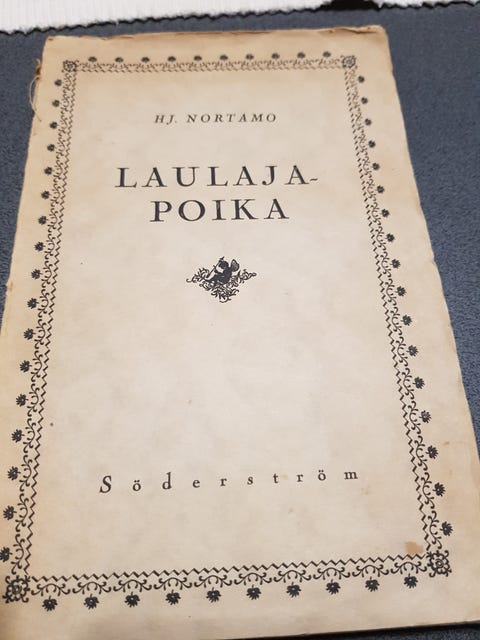 HJ. NORTAMO
LAULAJA-
POIKA
Söderström